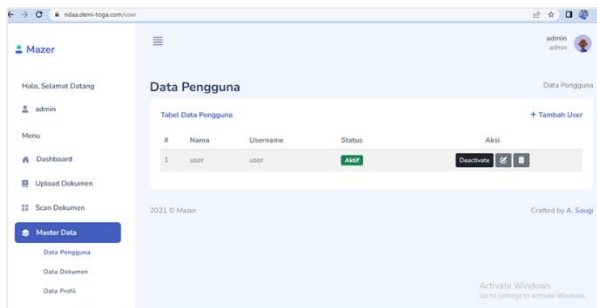 ndaa.demi-toga.com/user
Mazer
admin
admin
Halo, Selamat Datang
admin
Menu
Dashboard
Upload Dokumen
Scan Dokumen
Master Data
Data Pengguna
Data Dokumen
Data Profil
Data Pengguna
Data Pengguna
Tabel Data Pengguna
+ Tambah User
# Nama Username Status Aksi
1 user user Aktif Deactivate
2021 © Mazer
Crafted by A. Saugi
Activate Windows
Go to Settings to activate Windows.